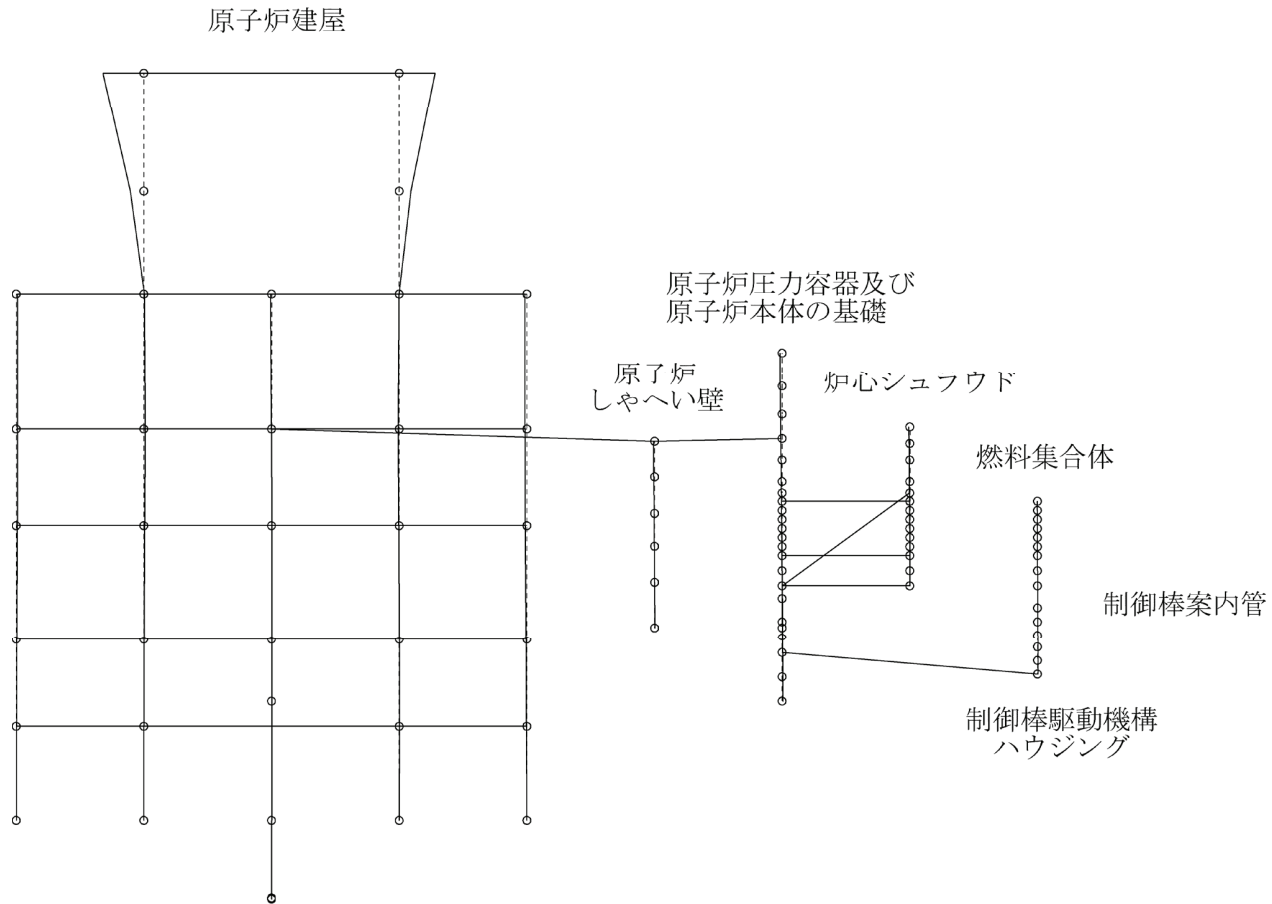 原子炉建屋
原子炉圧力容器及び
原子炉本体の基礎
原了炉
しゃへい壁
炉心シュフウド
燃料集合体
制御棒案内管
制御棒駆動機構
ハウジング